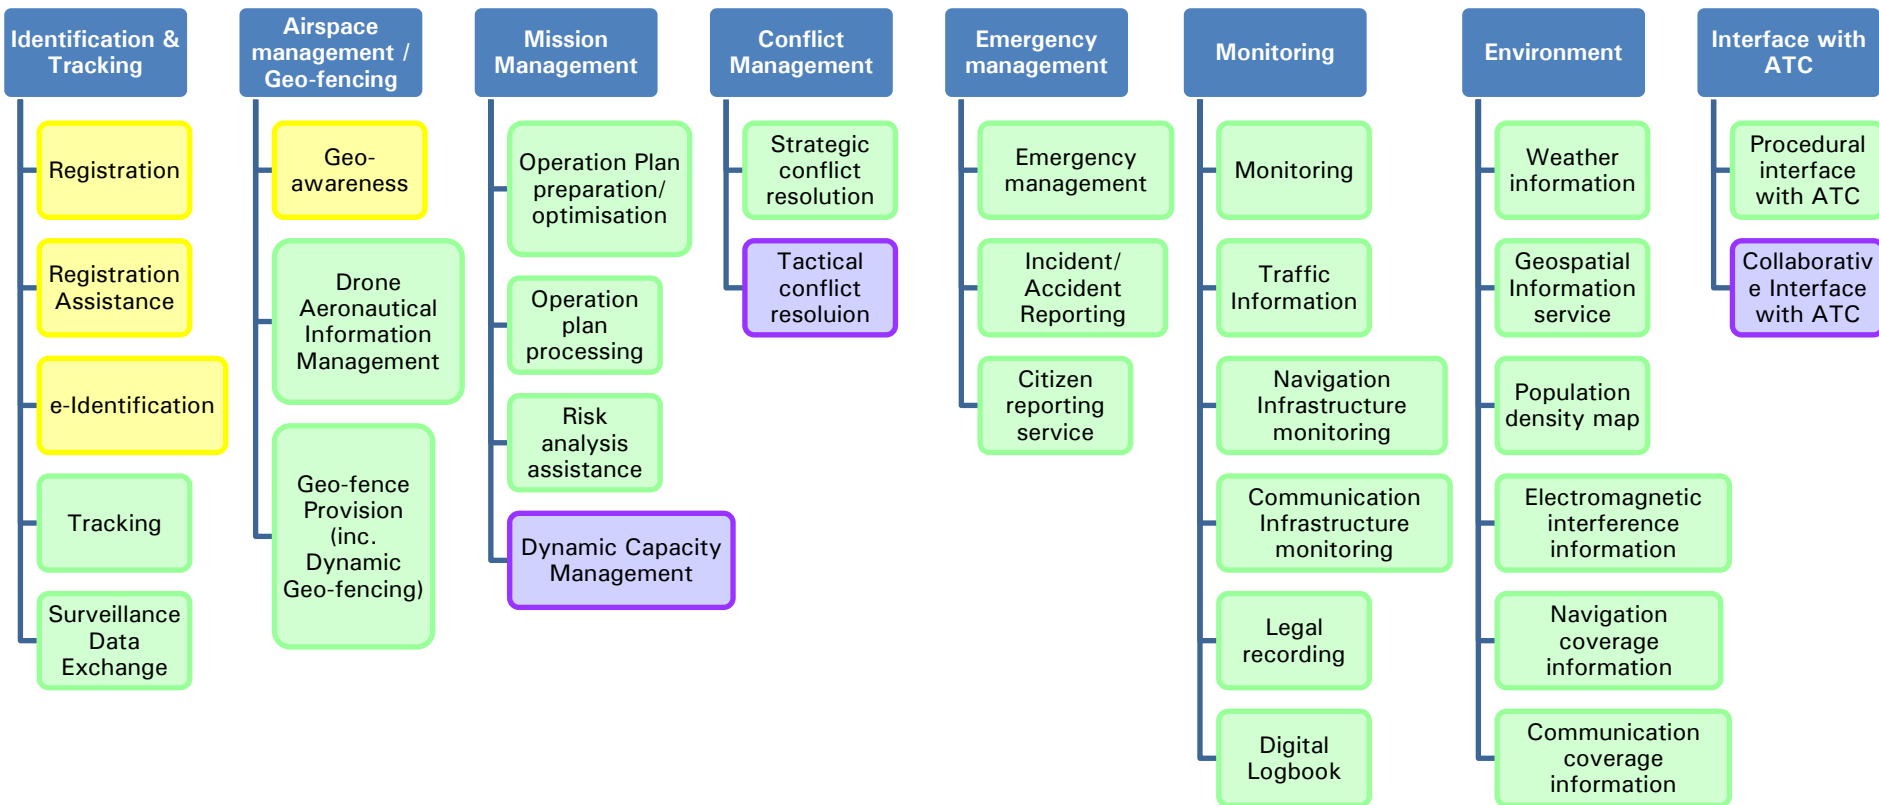 Identification &
Tracking
Registration
Registration
Assistance
e-Identification
Tracking
Surveillance
Data
Exchange
Airspace
management /
Geo-fencing
Geo-
awareness
Drone
Aeronautical
Information
Management
Geo-fence
Provision
(inc.
Dynamic
Geo-fencing)
Mission
Management
Operation Plan
preparation/
optimisation
Operation
plan
processing
Risk
analysis
assistance
Dynamic Capacity
Management
Conflict
Management
Strategic
conflict
resolution
Tactical
conflict
resoluion
Emergency
management
Emergency
management
Incident/
Accident
Reporting
Citizen
reporting
service
Monitoring
Monitoring
Traffic
Information
Navigation
Infrastructure
monitoring
Communication
Infrastructure
monitoring
Legal
recording
Digital
Logbook
Environment
Weather
information
Geospatial
Information
service
Population
density map
Electromagnetic
interference
information
Navigation
coverage
information
Communication
coverage
information
Interface with
ATC
Procedural
interface
with ATC
Collaborativ
e Interface
with ATC